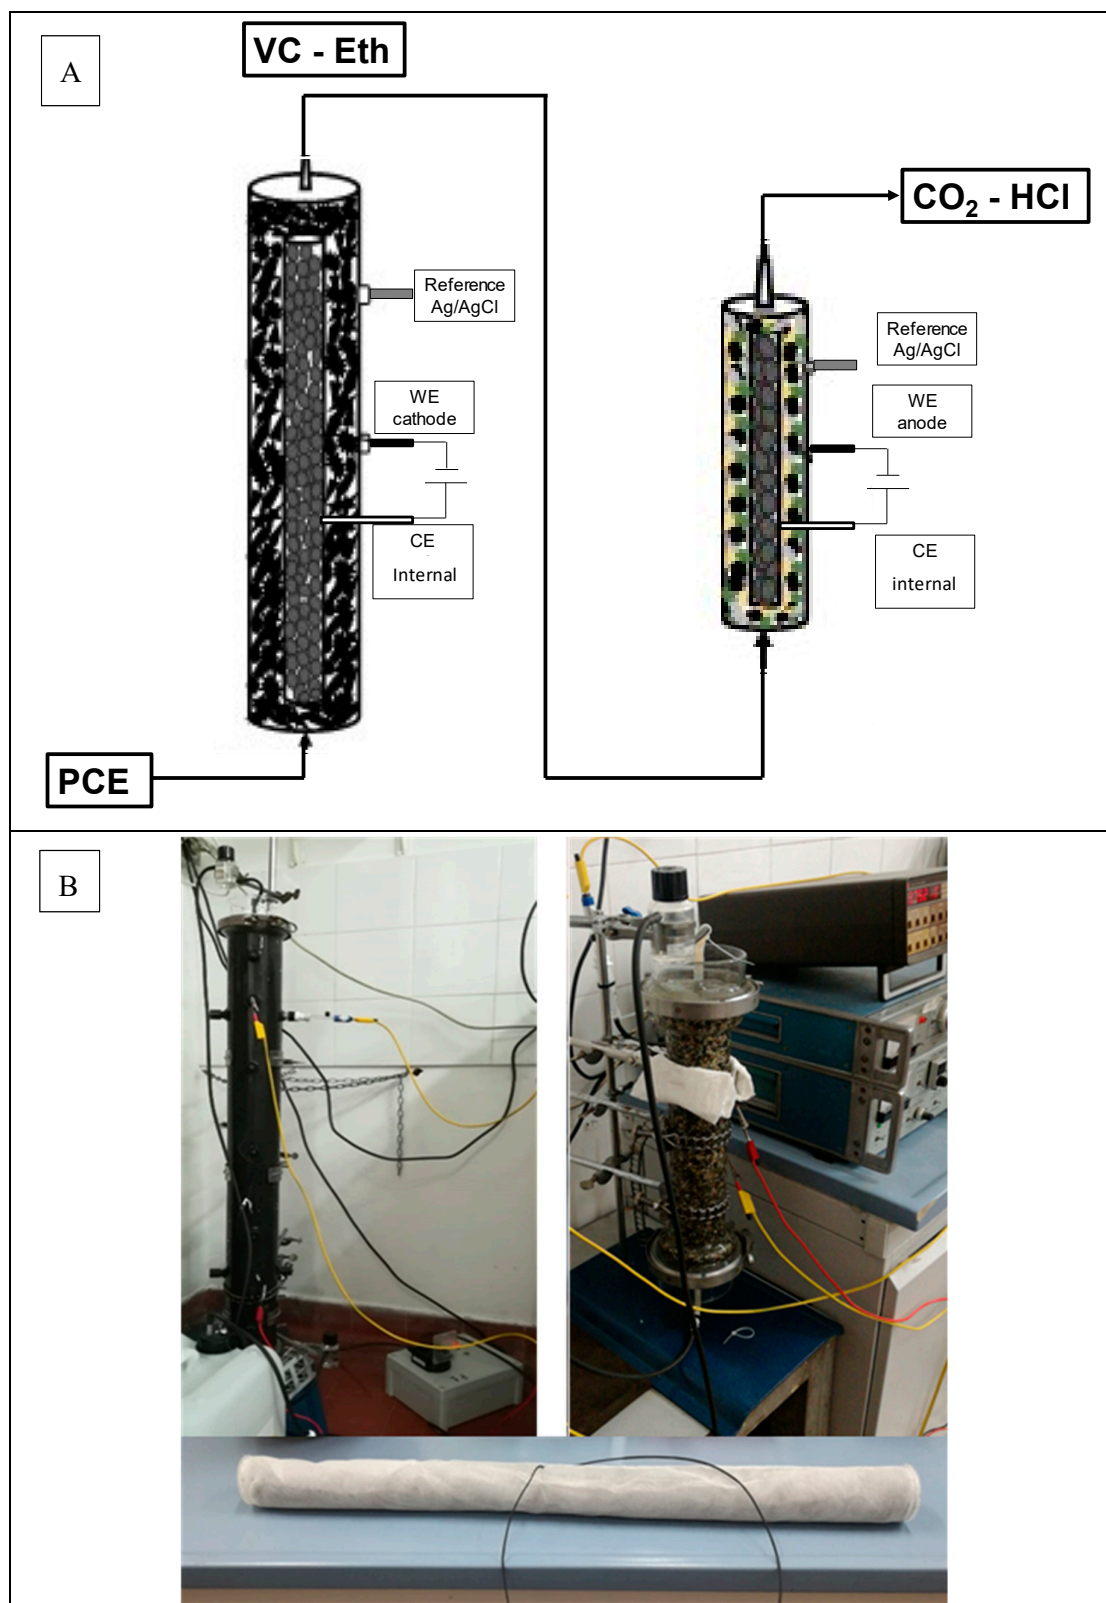 A
VC - Eth
CO₂ - HCl
Reference
Ag/AgCl
WE
cathode
CE
Internal
Reference
Ag/AgCl
WE
anode
CE
internal
PCE
B